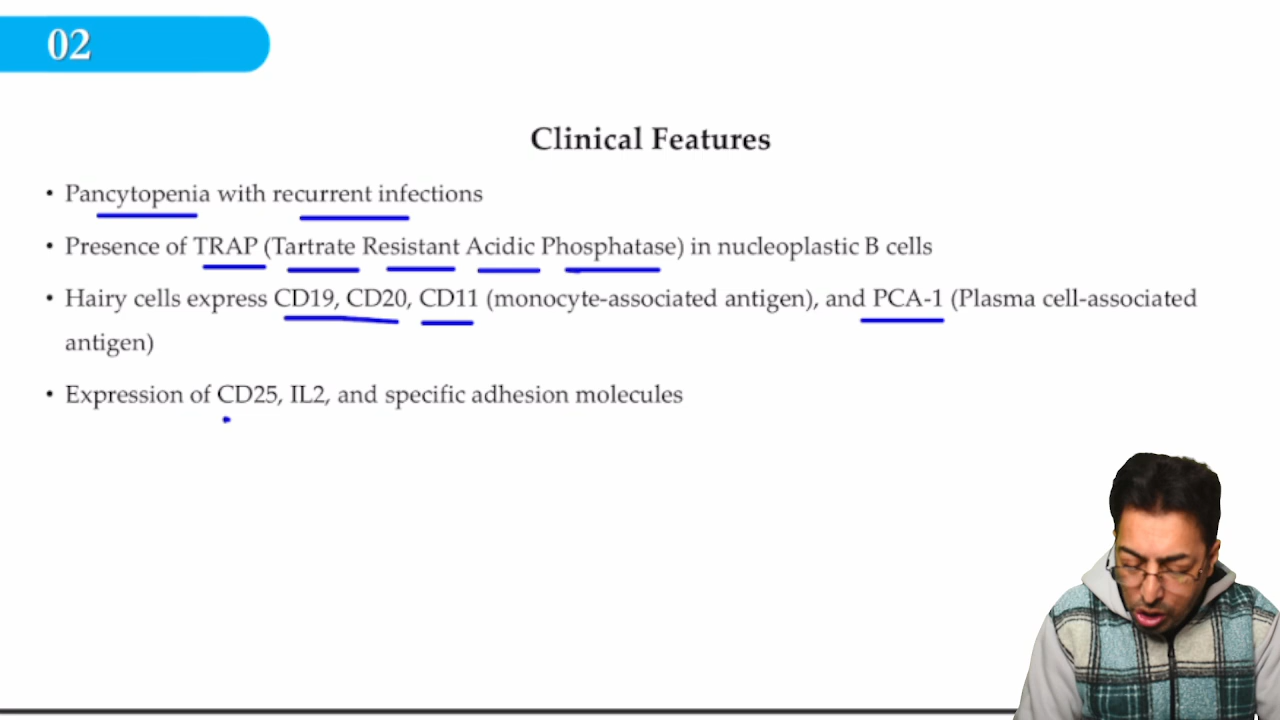 02
Clinical Features
• Pancytopenia with recurrent infections
• Presence of TRAP (Tartrate Resistant Acidic Phosphatase) in nucleoplastic B cells
• Hairy cells express CD19, CD20, CD11 (monocyte-associated antigen), and PCA-1 (Plasma cell-associated
antigen)
• Expression of CD25, IL2, and specific adhesion molecules